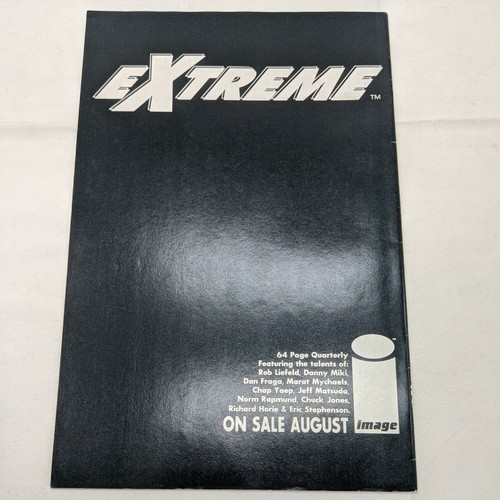 EXTREME™
64 Page Quarterly
Featuring the talents of:
Rob Liefeld, Danny Miki,
Dan Fraga, Marat Mychaels,
Chap Yaep, Jeff Matsuda,
Norm Rapmund, Chuck Jones,
Richard Horie & Eric Stephenson.
ON SALE AUGUST
image